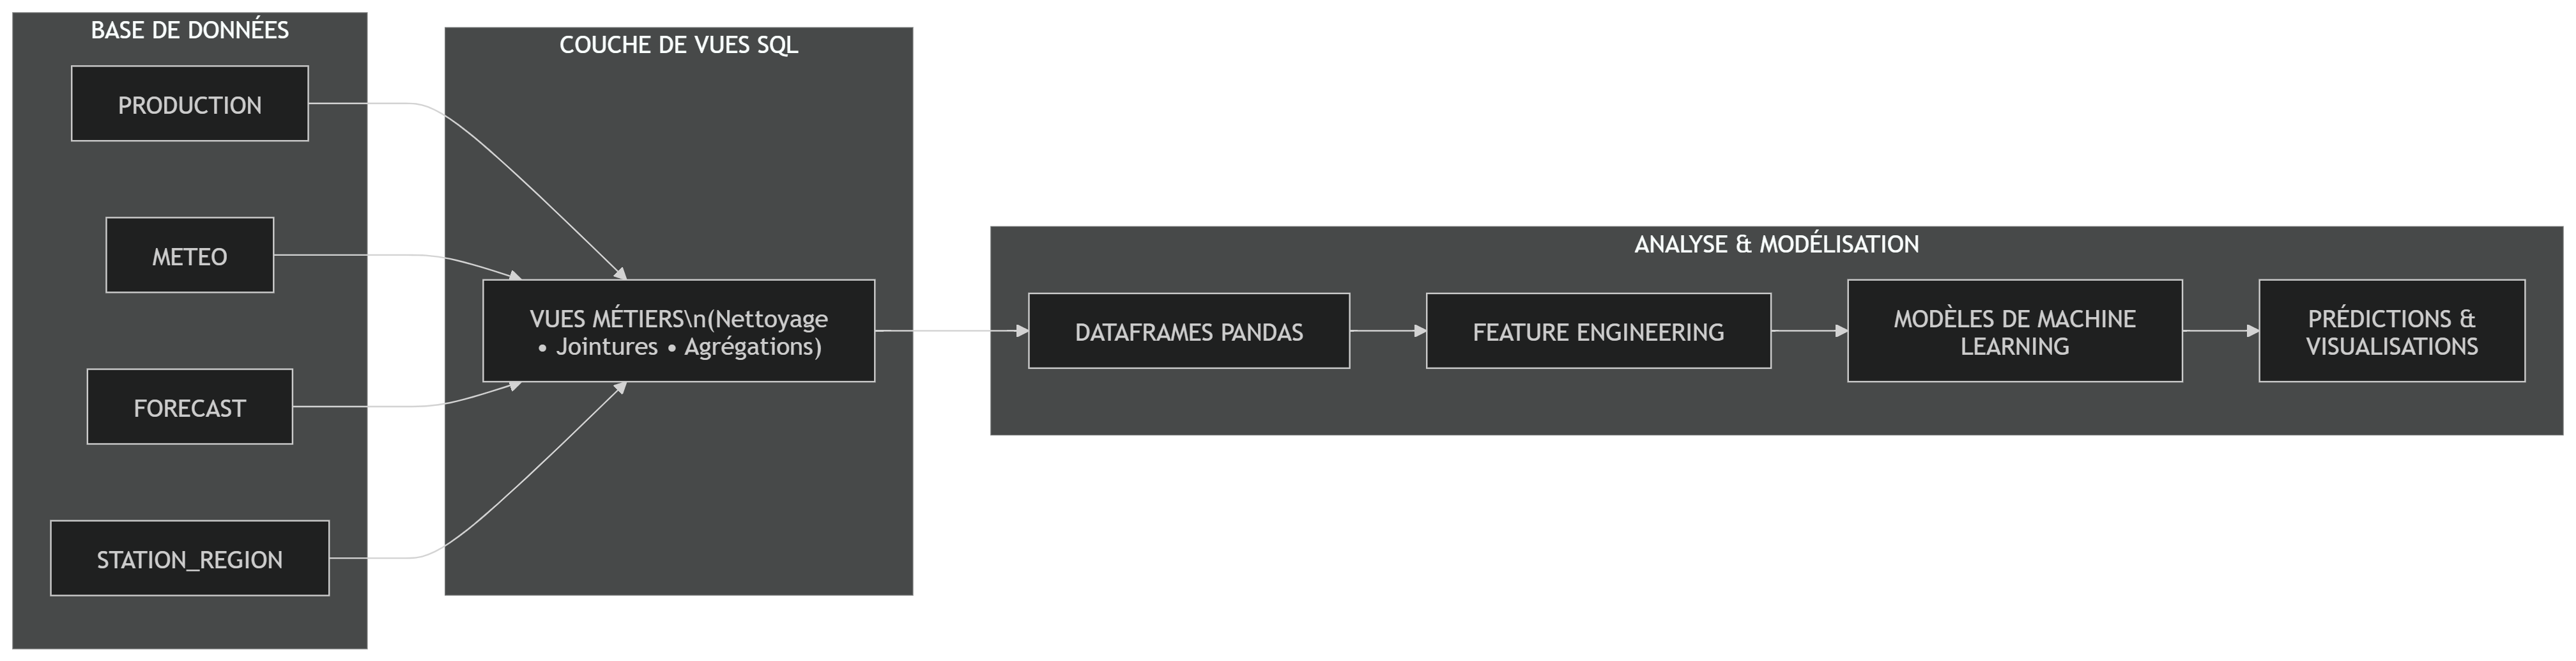 BASE DE DONNÉES
PRODUCTION
METEO
FORECAST
STATION_REGION
COUCHE DE VUES SQL
VUES MÉTIERS\n(Nettoyage
• Jointures • Agrégations)
ANALYSE & MODÉLISATION
DATAFRAMES PANDAS
FEATURE ENGINEERING
MODÈLES DE MACHINE
LEARNING
PRÉDICTIONS &
VISUALISATIONS